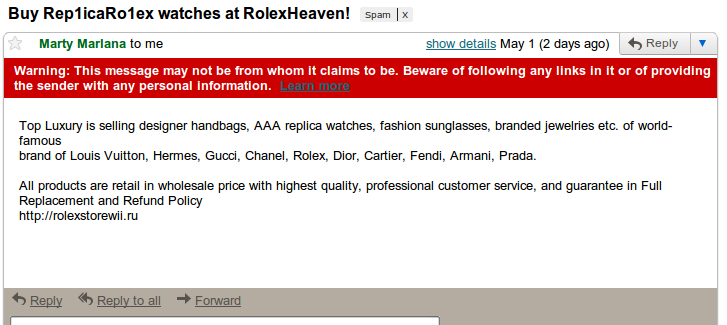 Buy Rep1icaRo1ex watches at RolexHeaven! Spam X
Marty Marlana to me show details May 1 (2 days ago) Reply
Warning: This message may not be from whom it claims to be. Beware of following any links in it or of providing
the sender with any personal information. Learn more
Top Luxury is selling designer handbags, AAA replica watches, fashion sunglasses, branded jewelries etc. of world-
famous
brand of Louis Vuitton, Hermes, Gucci, Chanel, Rolex, Dior, Cartier, Fendi, Armani, Prada.
All products are retail in wholesale price with highest quality, professional customer service, and guarantee in Full
Replacement and Refund Policy
http://rolexstorewii.ru
Reply Reply to all Forward